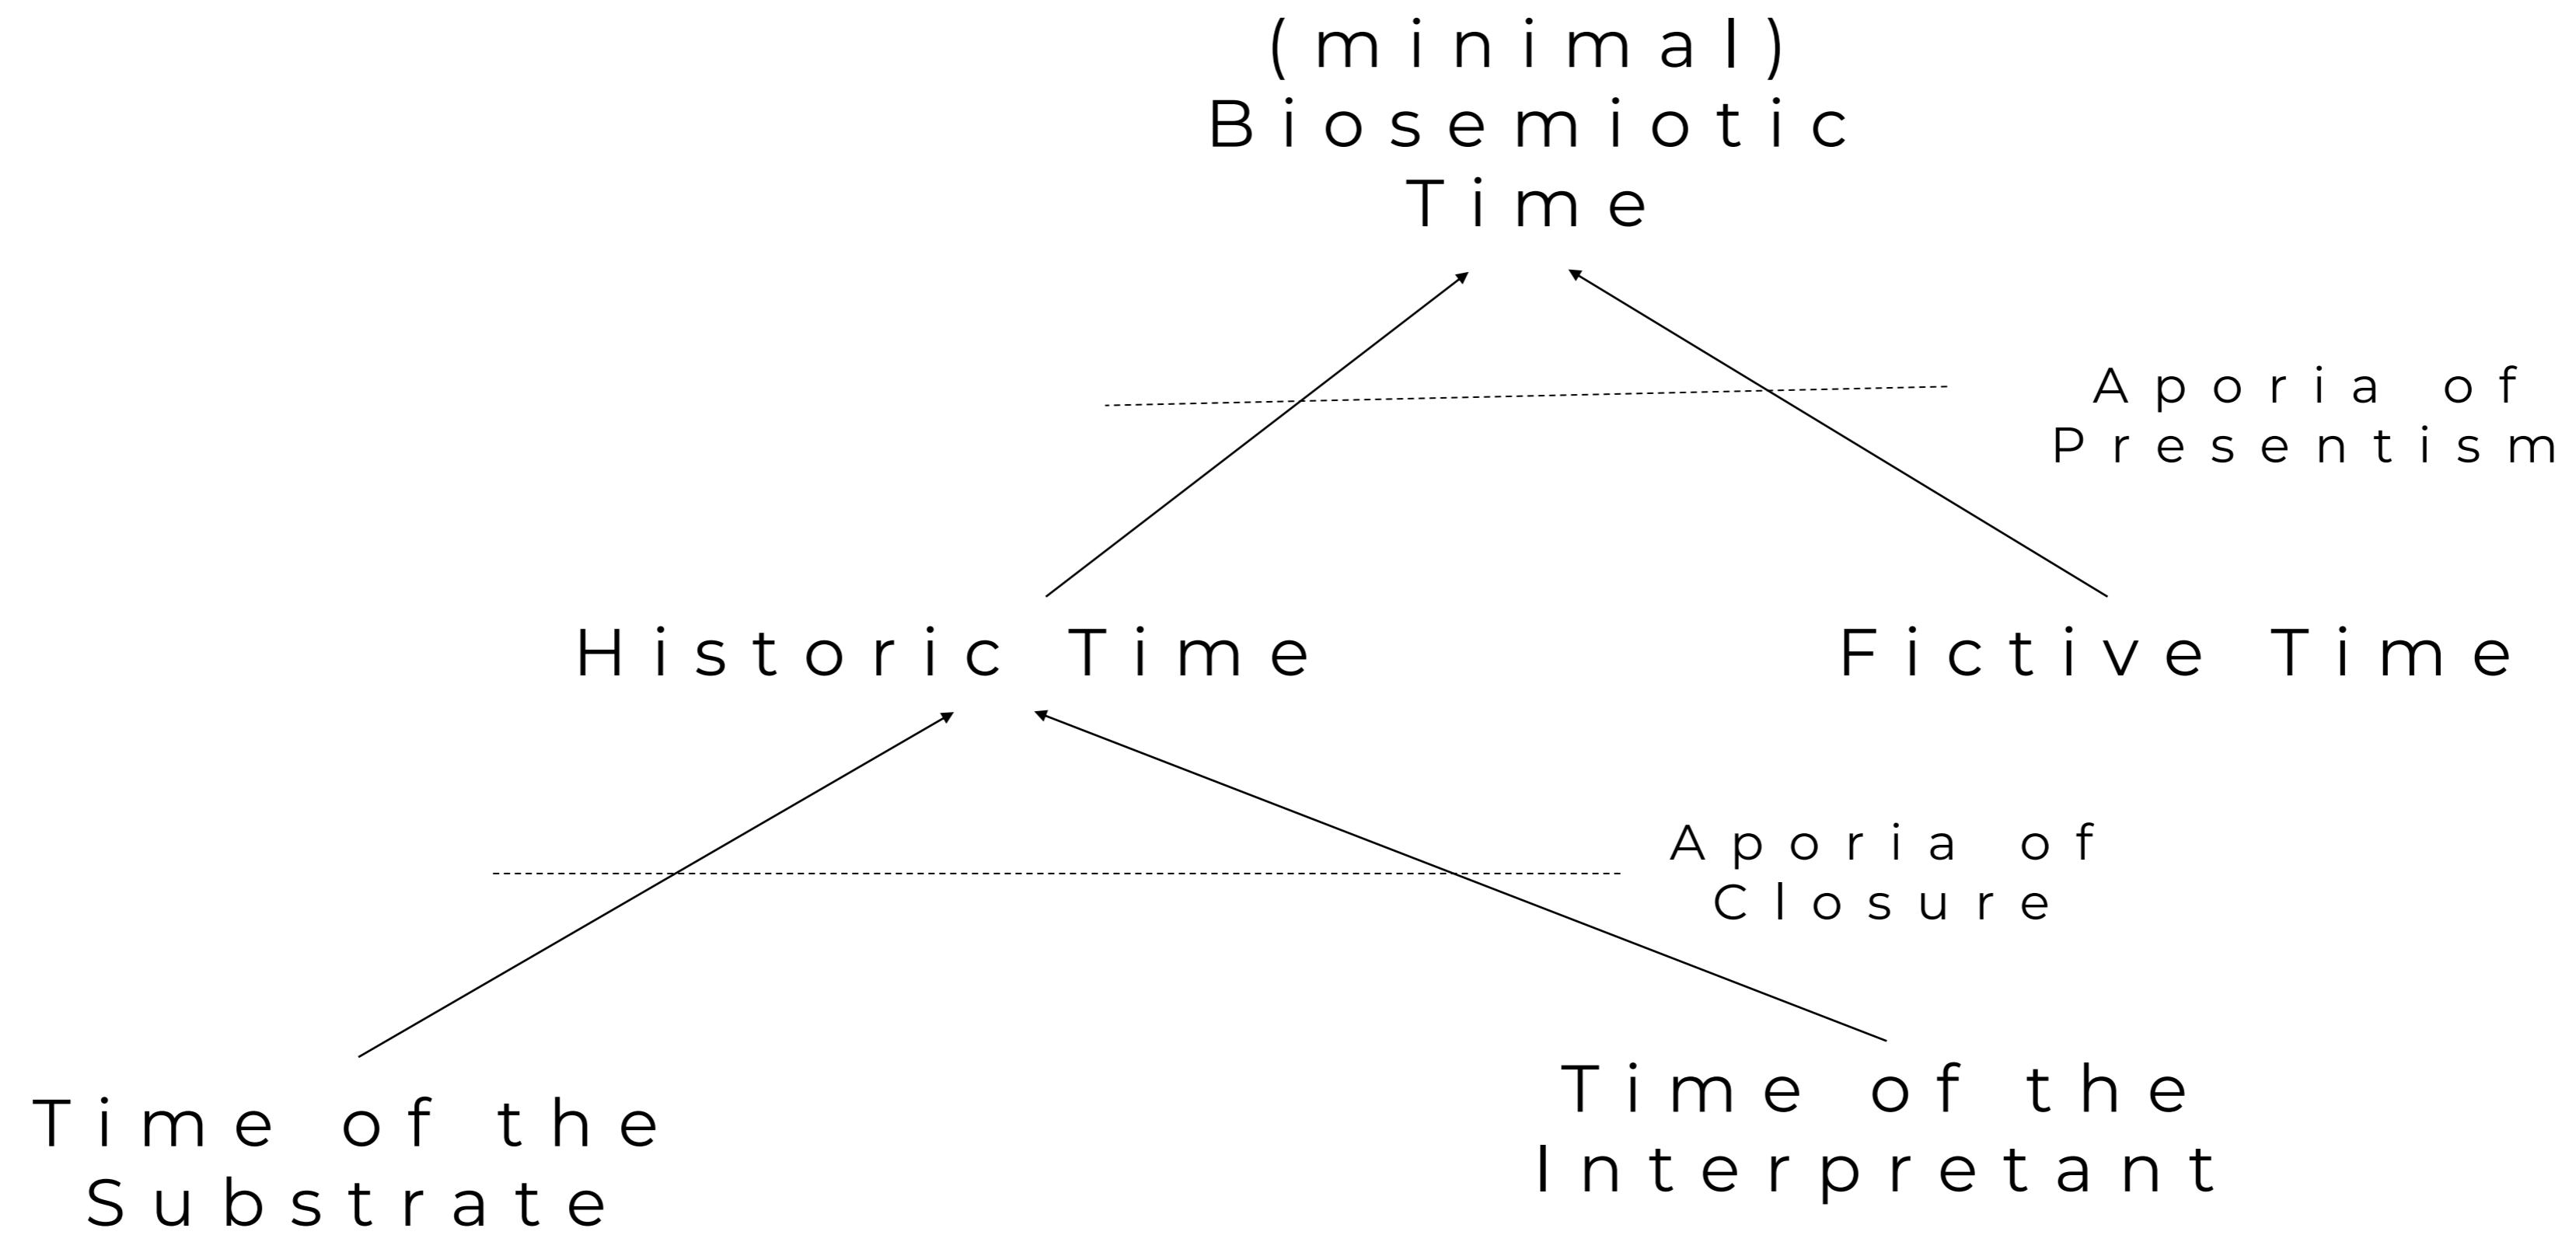 (minimal)
Biosemiotic
Time
Aporia of
Presentism
Historic Time
Fictive Time
Aporia of
Closure
Time of the
Substrate
Time of the
Interpretant